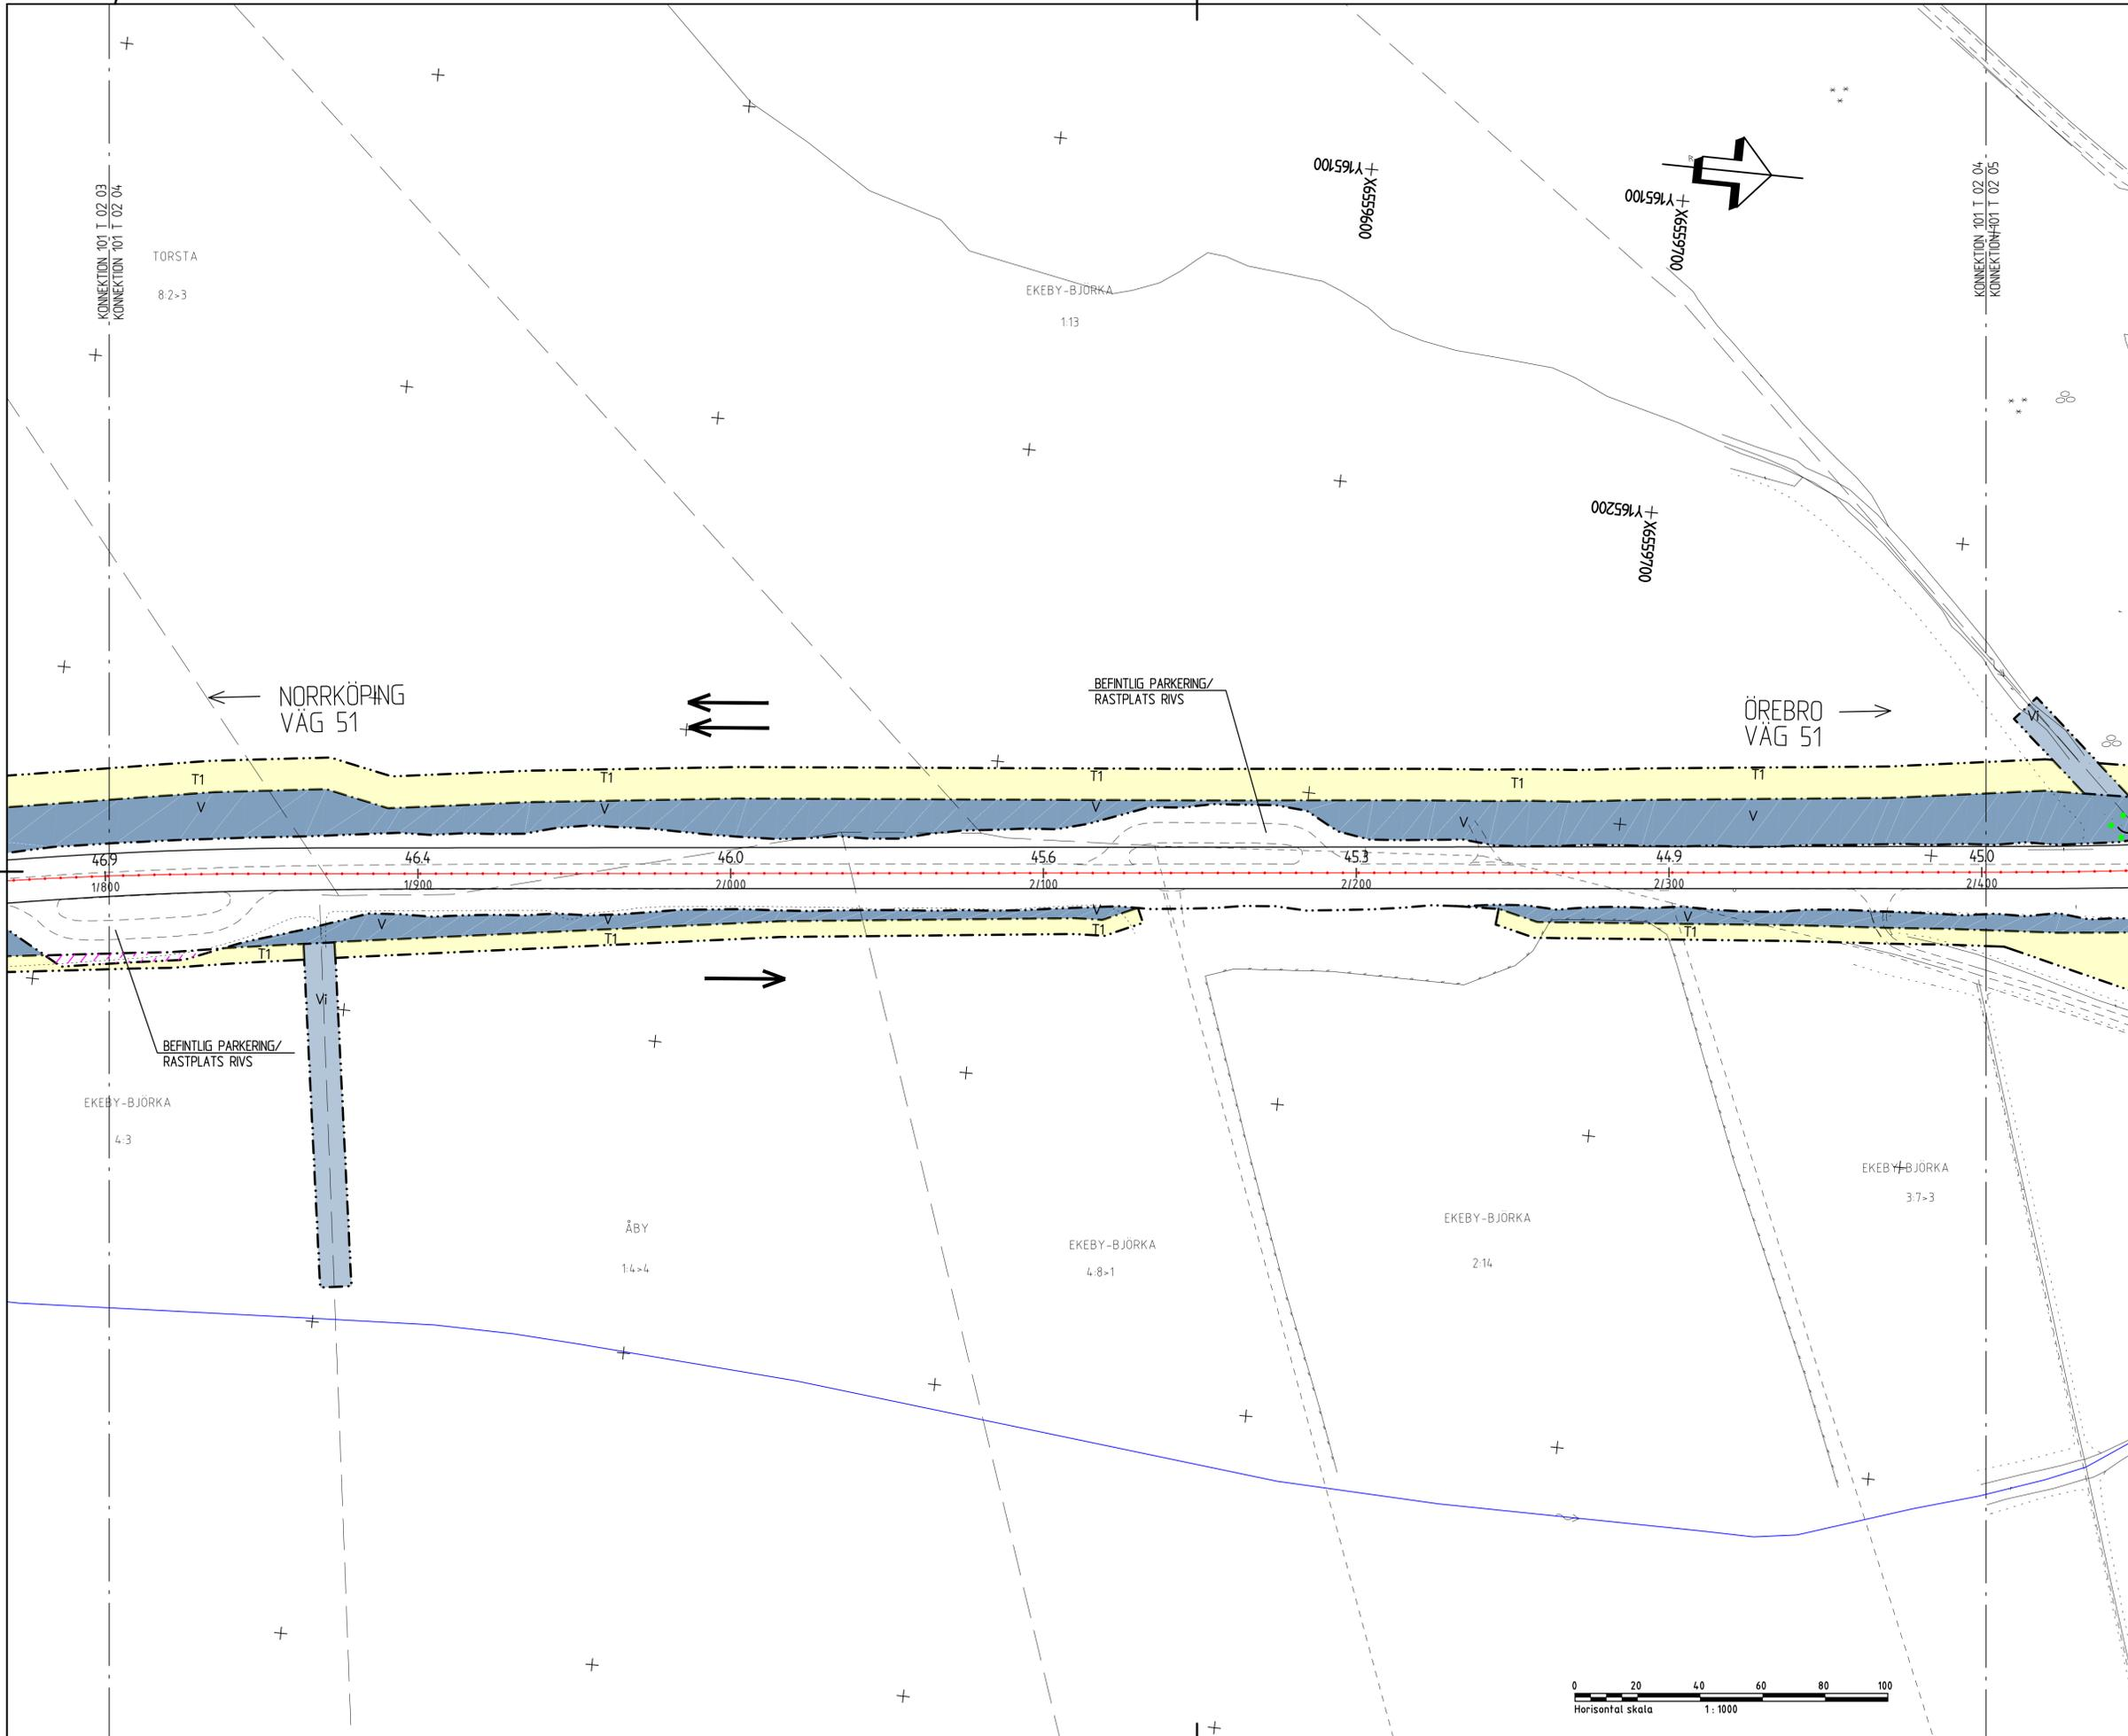 KONNEKTION 101 T 02 03
KONNEKTION 101 T 02 04
TORSTA
8:2>3
EKEBY-BJÖRKA
1:13
Y165100
X6559600
Y165100
X6559700
KONNEKTION 101 T 02 04
KONNEKTION 101 T 02 05
Y165200
X6559700
NORRKÖPING
VÄG 51
BEFINTLIG PARKERING/
RASTPLATS RIVS
ÖREBRO
VÄG 51
Vi
T1
T1
T1
T1
T1
V
V
V
V
V
46.9
46.4
46.0
45.6
45.3
44.9
45.0
1/800
1/900
2/000
2/100
2/200
2/300
2/400
V
V
V
V
T1
T1
T1
T1
Vi
BEFINTLIG PARKERING/
RASTPLATS RIVS
EKEBY-BJÖRKA
4:3
EKEBY-BJÖRKA
3:7>3
ÅBY
1:4>4
EKEBY-BJÖRKA
4:8>1
EKEBY-BJÖRKA
2:14
0 20 40 60 80 100
Horisontal skala 1 : 1000